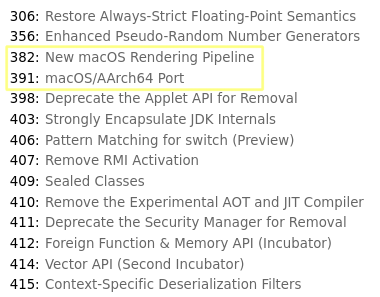 306: Restore Always-Strict Floating-Point Semantics
356: Enhanced Pseudo-Random Number Generators
382: New macOS Rendering Pipeline
391: macOS/AArch64 Port
398: Deprecate the Applet API for Removal
403: Strongly Encapsulate JDK Internals
406: Pattern Matching for switch (Preview)
407: Remove RMI Activation
409: Sealed Classes
410: Remove the Experimental AOT and JIT Compiler
411: Deprecate the Security Manager for Removal
412: Foreign Function & Memory API (Incubator)
414: Vector API (Second Incubator)
415: Context-Specific Deserialization Filters